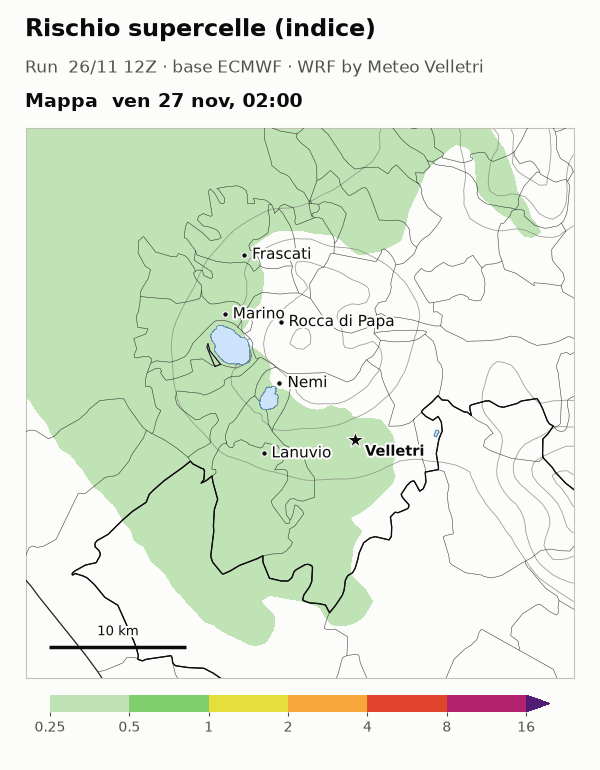 Rischio supercelle (indice)
Run  26/11 12Z · base ECMWF · WRF by Meteo Velletri
Mappa  ven 27 nov, 02:00
Frascati
Marino
Rocca di Papa
Nemi
Velletri
Lanuvio
10 km
0.25 0.5 1 2 4 8 16